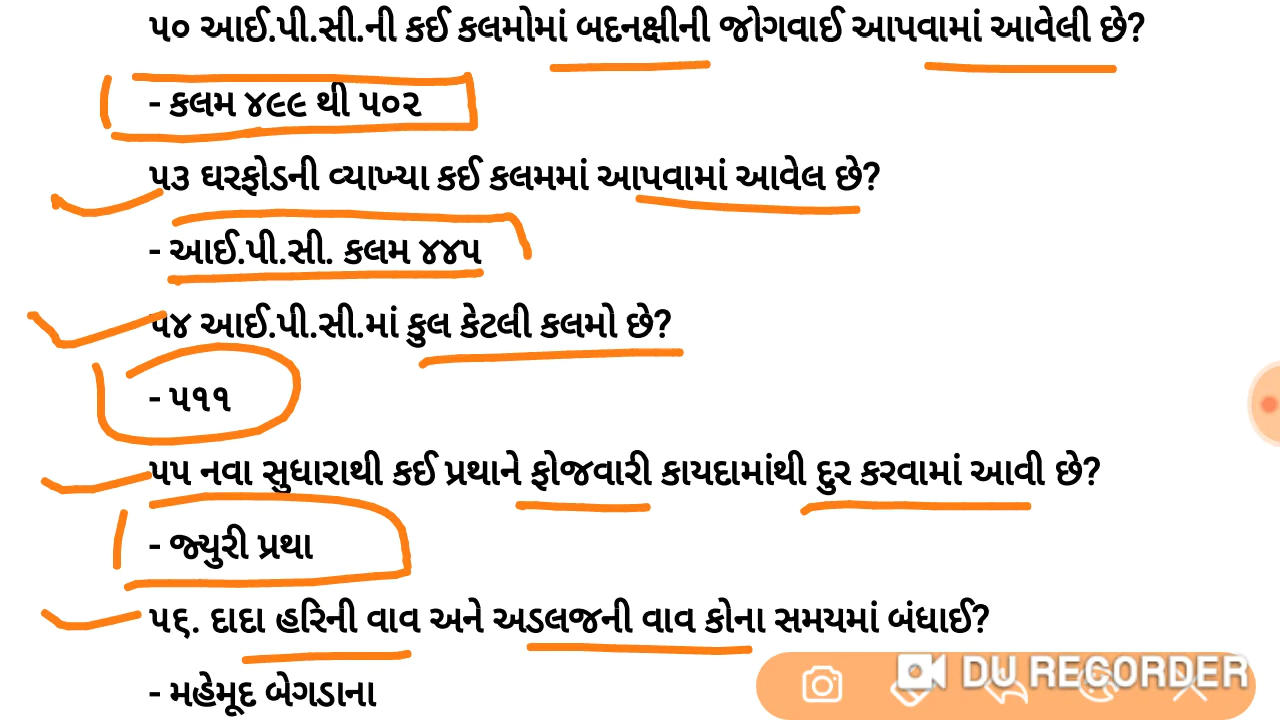 ૫૦ આઈ.પી.સી.ની કઈ કલમોમાં બદનક્ષીની જોગવાઈ આપવામાં આવેલી છે?
- કલમ ૪૯૯ થી ૫૦૨
૫૩ ઘરફોડની વ્યાખ્યા કઈ કલમમાં આપવામાં આવેલ છે?
- આઈ.પી.સી. કલમ ૪૪૫
૫૪ આઈ.પી.સી.માં કુલ કેટલી કલમો છે?
- ૫૧૧
૫૫ નવા સુધારાથી કઈ પ્રથાને ફોજવારી કાયદામાંથી દુર કરવામાં આવી છે?
- જ્યુરી પ્રથા
૫૬. દાદા હરિની વાવ અને અડલજની વાવ કોના સમયમાં બંધાઈ?
- મહેમૂદ બેગડાના
DU RECORDER